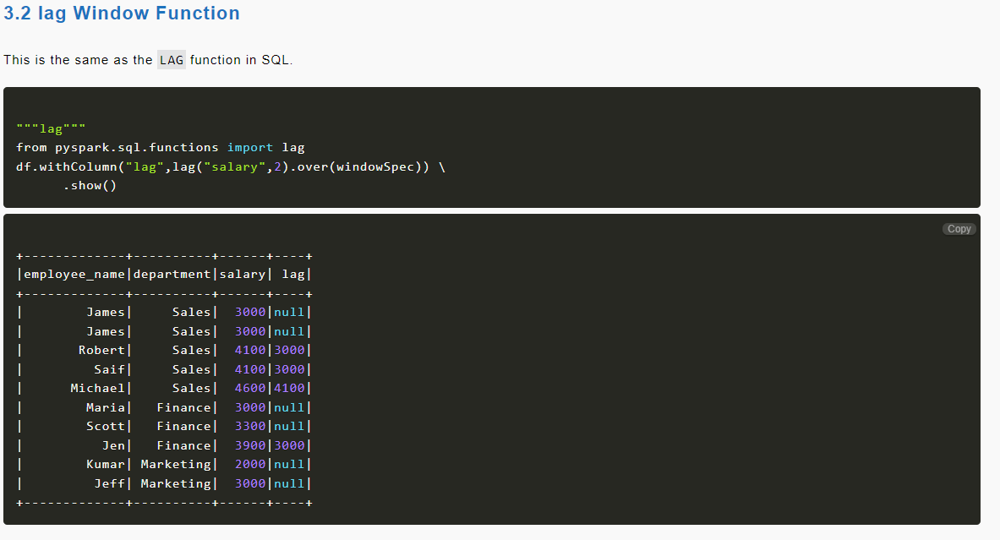 3.2 lag Window Function
This is the same as the LAG function in SQL.
"""lag"""
from pyspark.sql.functions import lag
df.withColumn("lag",lag("salary",2).over(windowSpec)) \
      .show()
Copy
+-------------+----------+------+----+
|employee_name|department|salary| lag|
+-------------+----------+------+----+
|        James|     Sales|  3000|null|
|        James|     Sales|  3000|null|
|       Robert|     Sales|  4100|3000|
|         Saif|     Sales|  4100|3000|
|      Michael|     Sales|  4600|4100|
|        Maria|   Finance|  3000|null|
|        Scott|   Finance|  3300|null|
|          Jen|   Finance|  3900|3000|
|        Kumar| Marketing|  2000|null|
|         Jeff| Marketing|  3000|null|
+-------------+----------+------+----+